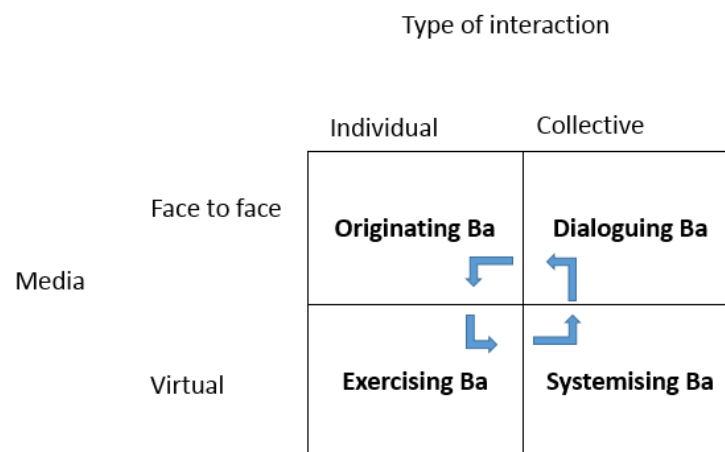 Type of interaction
Individual
Collective
Face to face
Originating Ba
Dialoguing Ba
Media
Virtual
Exercising Ba
Systemising Ba